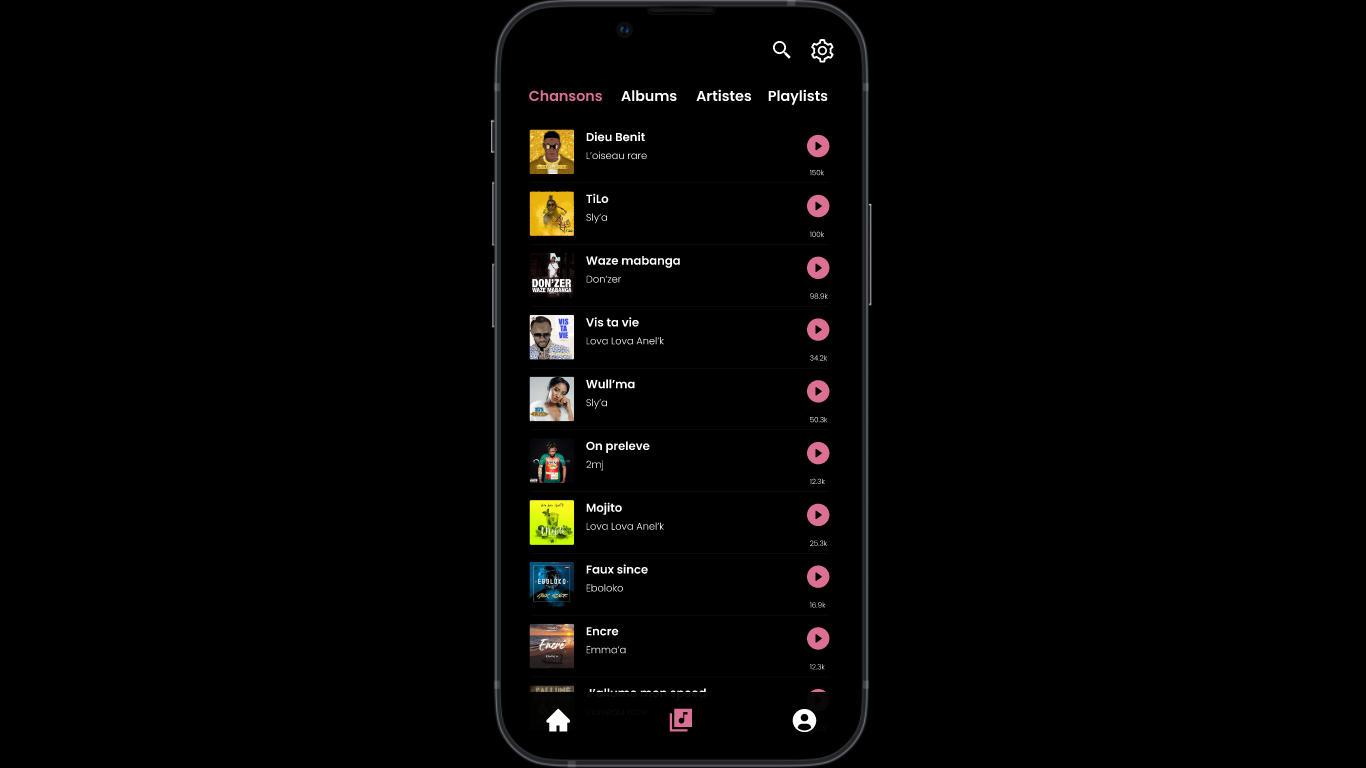 Chansons Albums Artistes Playlists
Dieu Benit
L'oiseau rare
150k
TiLo
Sly'a
100k
DON'ZER
WAZE MABANGA
Waze mabanga
Don'zer
98.9k
VIS
TA
VIE
Vis ta vie
Lova Lova Anel'k
34.2k
Wull'ma
Sly'a
50.3k
On preleve
2mj
12.3k
Mojito
Lova Lova Anel'k
25.3k
EBOLOKO
Faux since
Eboloko
16.9k
Encre
Encre
Emma'a
12.3k
J'allume mon speed